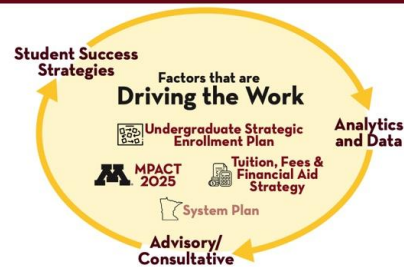 Student Success
Strategies
Factors that are
Driving the Work
Undergraduate Strategic
Enrollment Plan
Analytics
and Data
M MPACT
2025
Tuition, Fees &
Financial Aid
Strategy
System Plan
Advisory/
Consultative